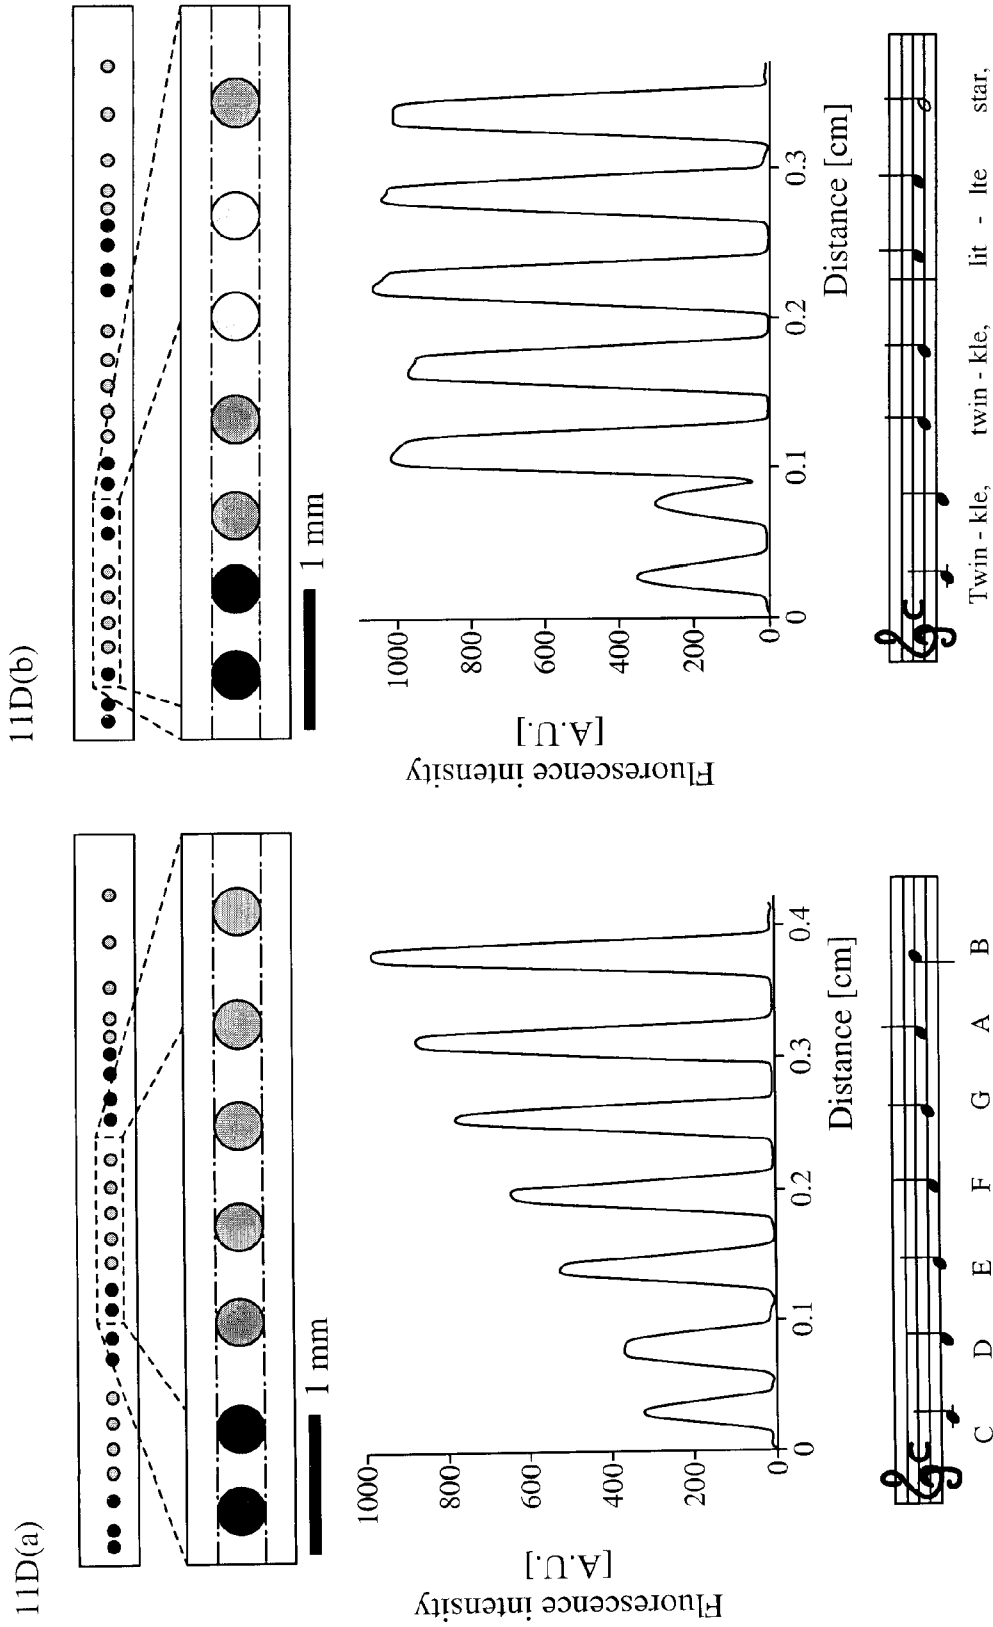 11D(a)
1 mm
Fluorescence intensity
[A.U.]
1000
800
600
400
200
0
0
0.1
0.2
0.3
0.4
Distance [cm]
C D E F G A B
11D(b)
1 mm
Fluorescence intensity
[A.U.]
1000
800
600
400
200
0
0
0.1
0.2
0.3
Distance [cm]
Twin - kle, twin - kle, lit - lte star,